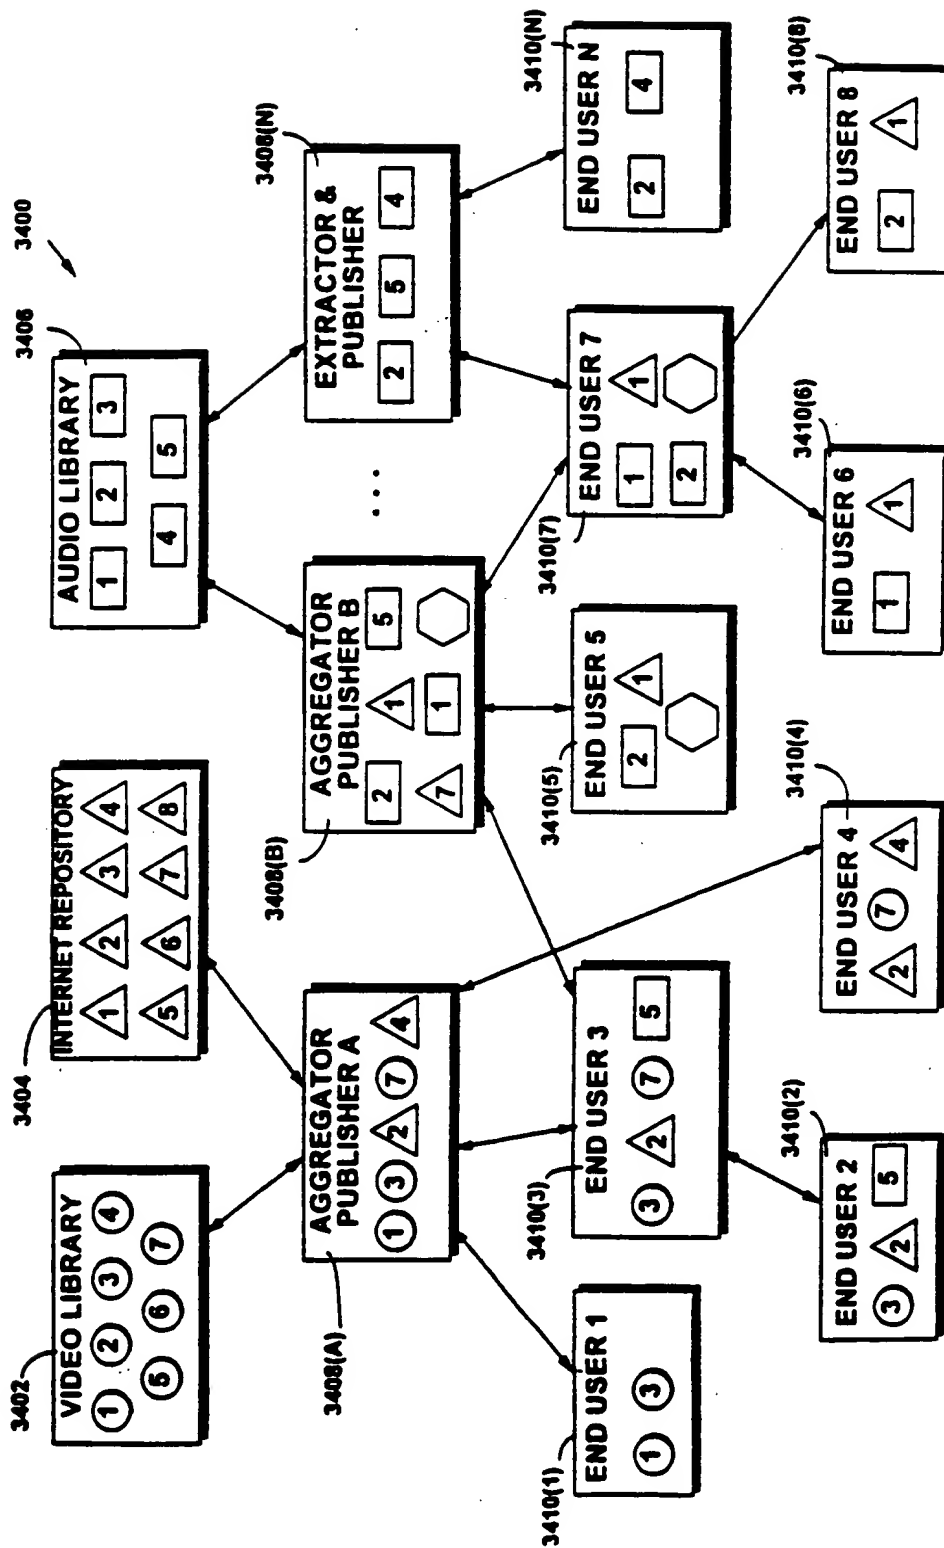 3400
3402
VIDEO LIBRARY
1 2 3 4
5 6 7
3404
INTERNET REPOSITORY
1 2 3 4
5 6 7 8
3406
AUDIO LIBRARY
1 2 3
4 5
3408(A)
AGGREGATOR
PUBLISHER A
1 3 2 7 4
3408(B)
AGGREGATOR
PUBLISHER B
2 1 5
7 1
...
3408(N)
EXTRACTOR &
PUBLISHER
2 5 4
3410(1)
END USER 1
1 3
3410(3)
END USER 3
3 2 7 5
3410(5)
END USER 5
2 1
3410(7)
END USER 7
1 1
2
3410(N)
END USER N
2 4
3410(2)
END USER 2
3 2 5
3410(4)
END USER 4
2 7 4
3410(6)
END USER 6
1 1
3410(8)
END USER 8
2 1